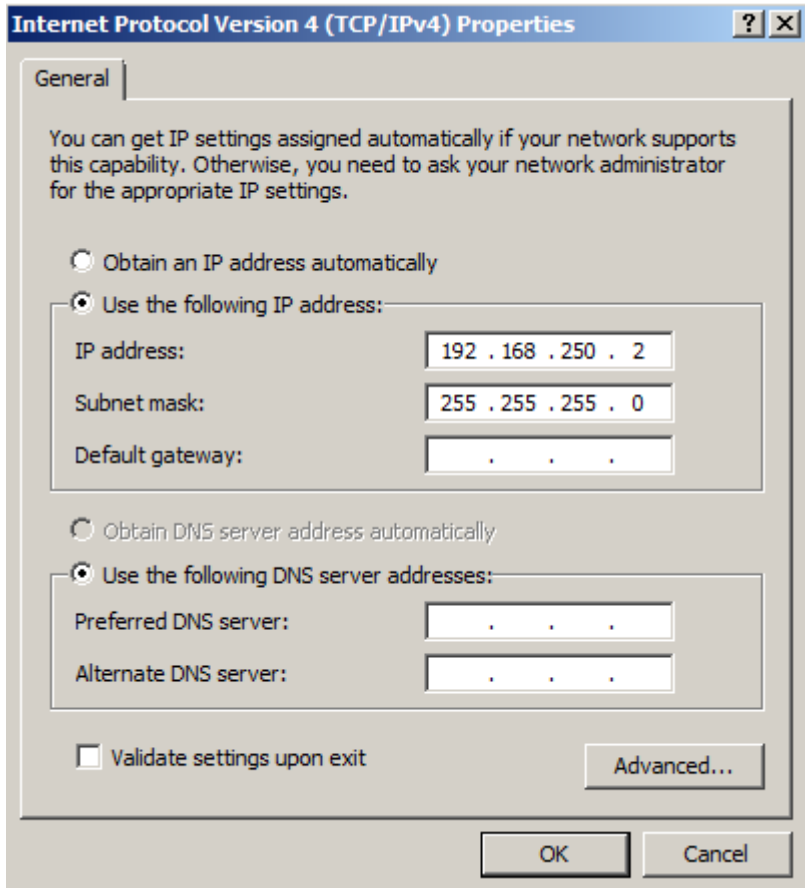 Internet Protocol Version 4 (TCP/IPv4) Properties
General
You can get IP settings assigned automatically if your network supports
this capability. Otherwise, you need to ask your network administrator
for the appropriate IP settings.
Obtain an IP address automatically
Use the following IP address:
IP address: 192 . 168 . 250 . 2
Subnet mask: 255 . 255 . 255 . 0
Default gateway: . . .
Obtain DNS server address automatically
Use the following DNS server addresses:
Preferred DNS server: . . .
Alternate DNS server: . . .
Validate settings upon exit
Advanced...
OK Cancel